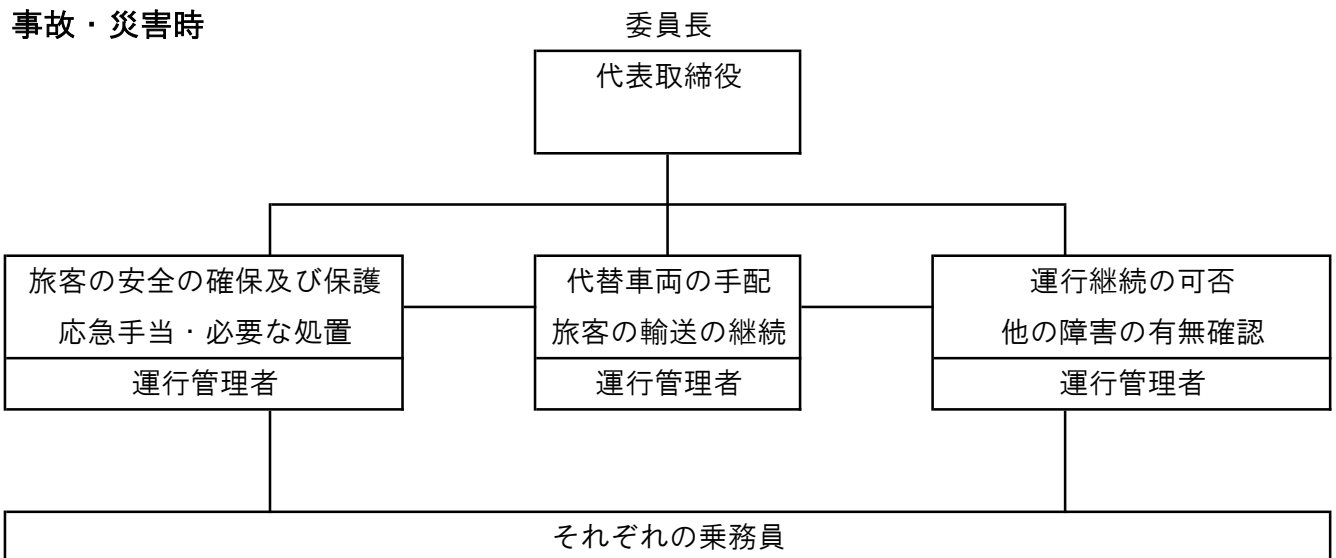 事故・災害時
委員長
代表取締役
旅客の安全の確保及び保護
応急手当・必要な処置
運行管理者
代替車両の手配
旅客の輸送の継続
運行管理者
運行継続の可否
他の障害の有無確認
運行管理者
それぞれの乗務員